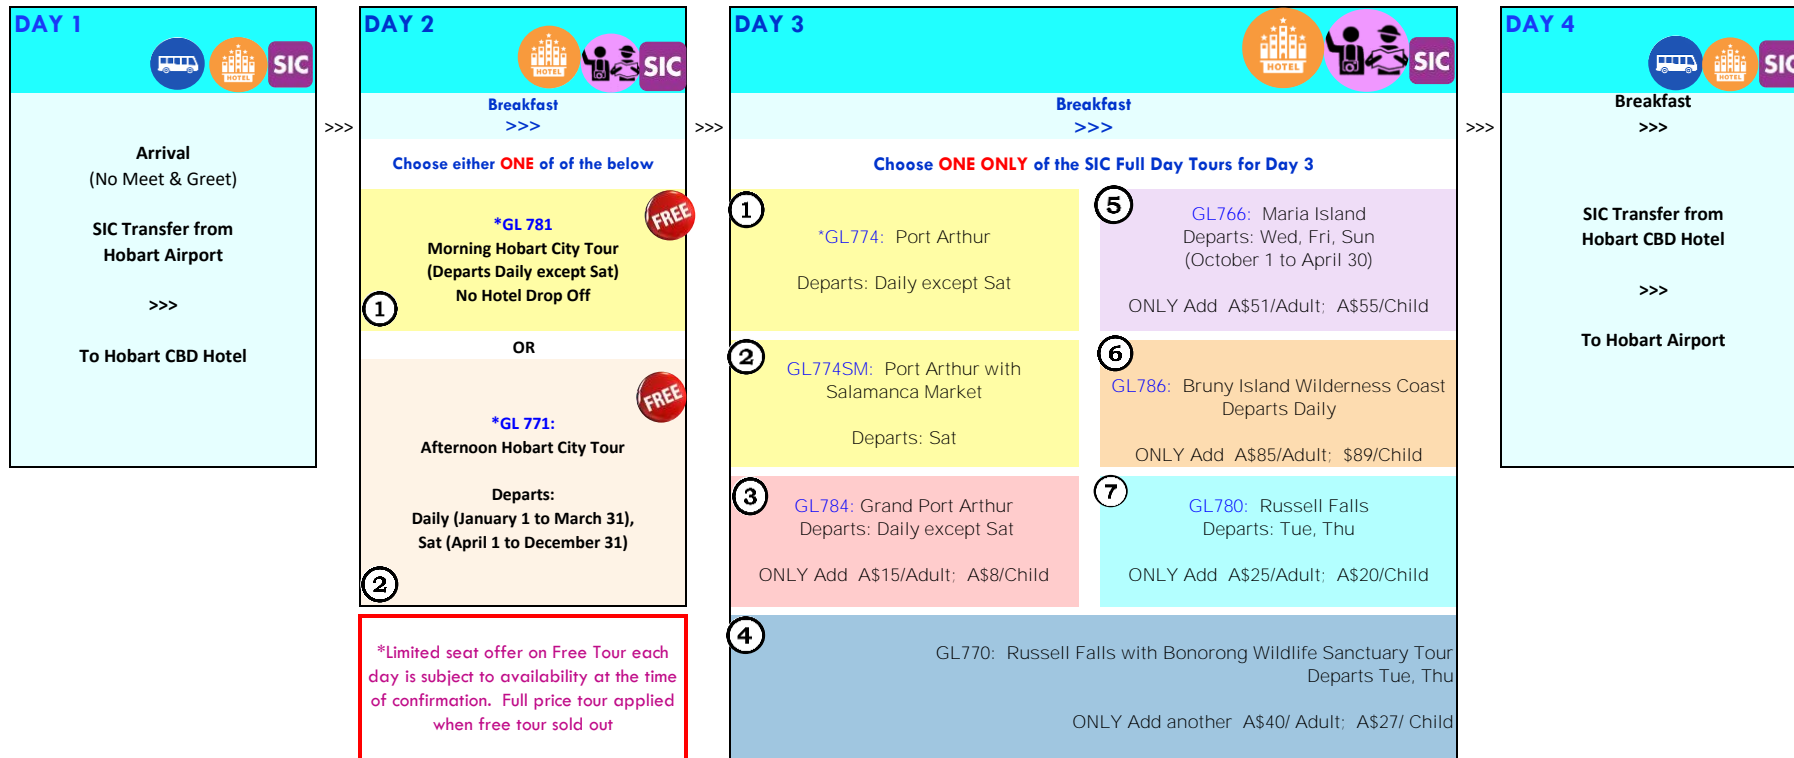 DAY 1
HOTEL
SIC
Arrival
(No Meet & Greet)
SIC Transfer from
Hobart Airport
>>>
To Hobart CBD Hotel
>>>
DAY 2
HOTEL
SIC
Breakfast
>>>
Choose either ONE of of the below
FREE
*GL 781
Morning Hobart City Tour
(Departs Daily except Sat)
No Hotel Drop Off
1
OR
FREE
*GL 771:
Afternoon Hobart City Tour
Departs:
Daily (January 1 to March 31),
Sat (April 1 to December 31)
2
*Limited seat offer on Free Tour each
day is subject to availability at the time
of confirmation.  Full price tour applied
when free tour sold out
>>>
DAY 3
HOTEL
SIC
Breakfast
>>>
Choose ONE ONLY of the SIC Full Day Tours for Day 3
1
*GL774:  Port Arthur
Departs: Daily except Sat
2
GL774SM:  Port Arthur with
Salamanca Market
Departs: Sat
3
GL784: Grand Port Arthur
Departs: Daily except Sat
ONLY Add  A$15/Adult;  A$8/Child
4
GL770:  Russell Falls with Bonorong Wildlife Sanctuary Tour
Departs Tue, Thu
ONLY Add another  A$40/ Adult;  A$27/ Child
5
GL766:  Maria Island
Departs: Wed, Fri, Sun
(October 1 to April 30)
ONLY Add  A$51/Adult;  A$55/Child
6
GL786:  Bruny Island Wilderness Coast
Departs Daily
ONLY Add  A$85/Adult;  $89/Child
7
GL780:  Russell Falls
Departs: Tue, Thu
ONLY Add  A$25/Adult;  A$20/Child
>>>
DAY 4
HOTEL
SIC
Breakfast
>>>
SIC Transfer from
Hobart CBD Hotel
>>>
To Hobart Airport